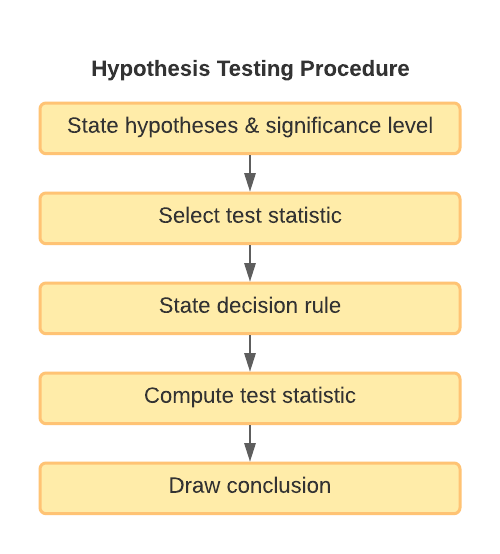 Hypothesis Testing Procedure
State hypotheses & significance level
Select test statistic
State decision rule
Compute test statistic
Draw conclusion